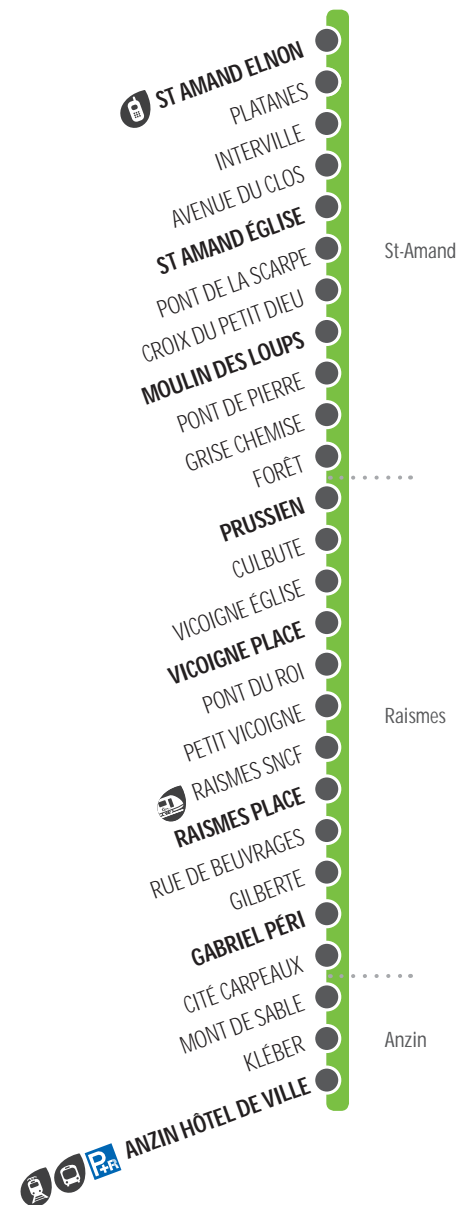 ST AMAND ELNON
PLATANES
INTERVILLE
AVENUE DU CLOS
ST AMAND ÉGLISE
PONT DE LA SCARPE
St-Amand
CROIX DU PETIT DIEU
MOULIN DES LOUPS
PONT DE PIERRE
GRISE CHEMISE
FORÊT
PRUSSIEN
CULBUTE
VICOIGNE ÉGLISE
VICOIGNE PLACE
PONT DU ROI
PETIT VICOIGNE
Raismes
RAISMES SNCF
RAISMES PLACE
RUE DE BEUVRAGES
GILBERTE
GABRIEL PÉRI
CITÉ CARPEAUX
MONT DE SABLE
KLÉBER
Anzin
P+R ANZIN HÔTEL DE VILLE